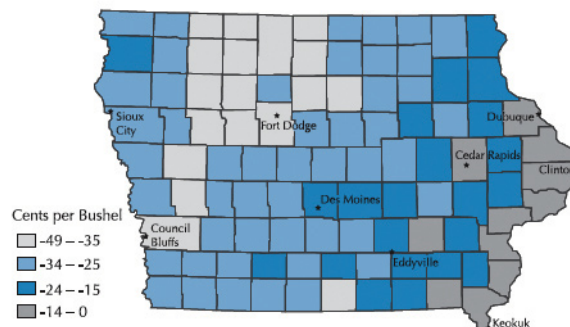 Sioux
City
Fort Dodge
Dubuque
Cedar Rapids
Clinton
Des Moines
Cents per Bushel
-49 – -35
-34 – -25
-24 – -15
-14 – 0
Council
Bluffs
Eddyville
Keokuk